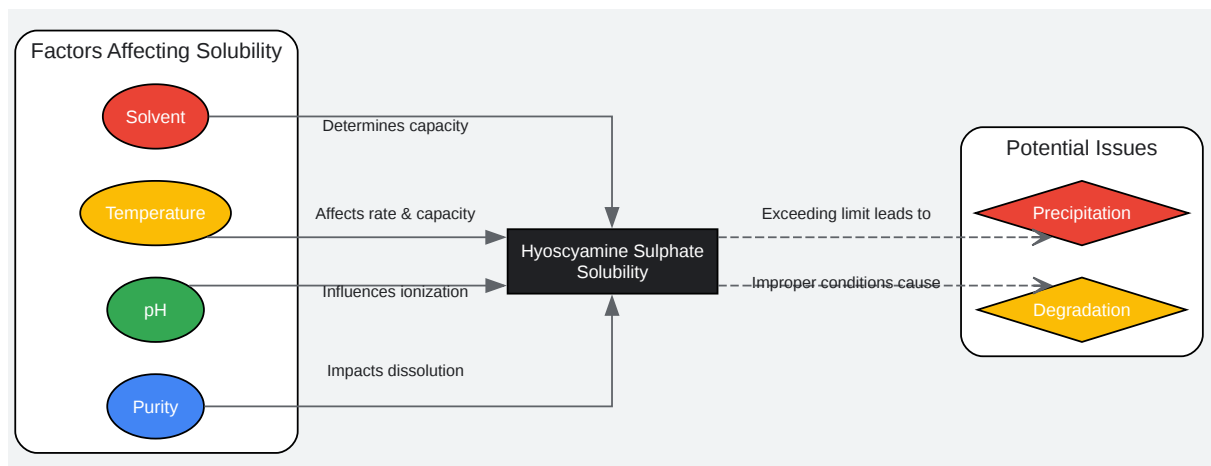 Factors Affecting Solubility
Solvent
Determines capacity
Temperature
Affects rate & capacity
pH
Influences ionization
Purity
Impacts dissolution
Hyoscyamine Sulphate
Solubility
Exceeding limit leads to
Improper conditions cause
Potential Issues
Precipitation
Degradation